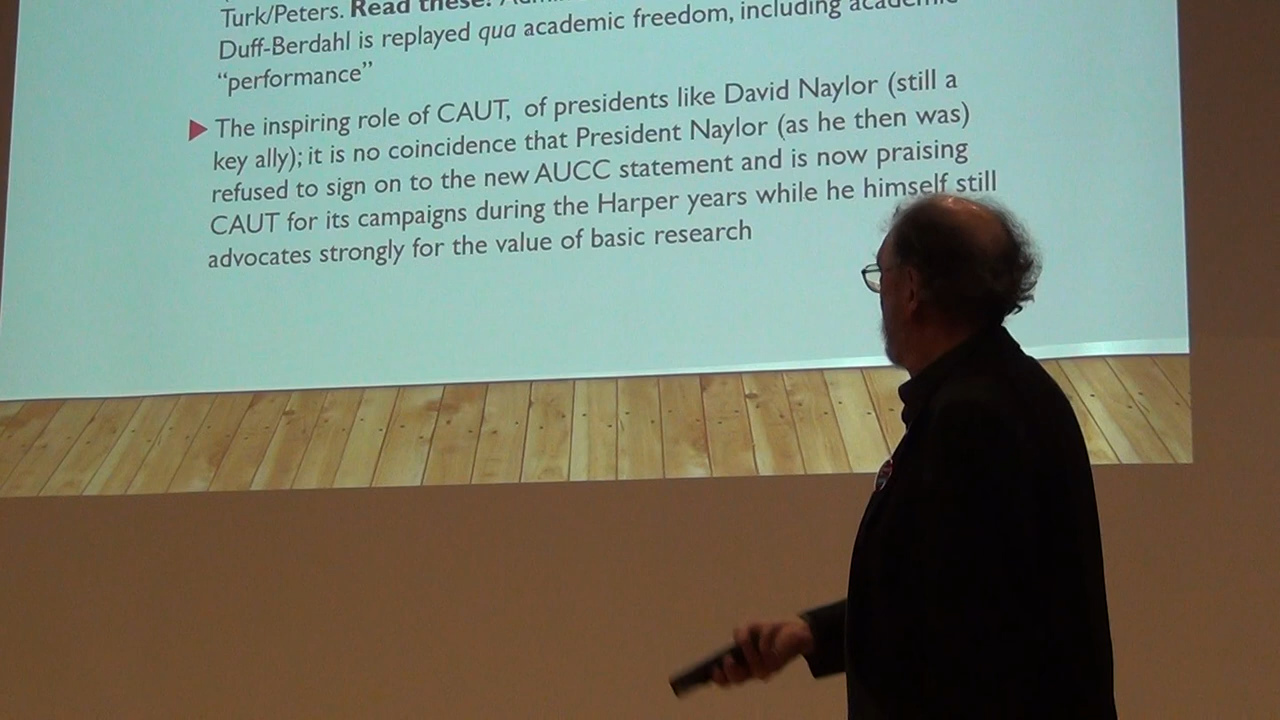 Turk/Peters. Read these!
Duff-Berdahl is replayed qua academic freedom, including academic
“performance”
The inspiring role of CAUT, of presidents like David Naylor (still a
key ally); it is no coincidence that President Naylor (as he then was)
refused to sign on to the new AUCC statement and is now praising
CAUT for its campaigns during the Harper years while he himself still
advocates strongly for the value of basic research